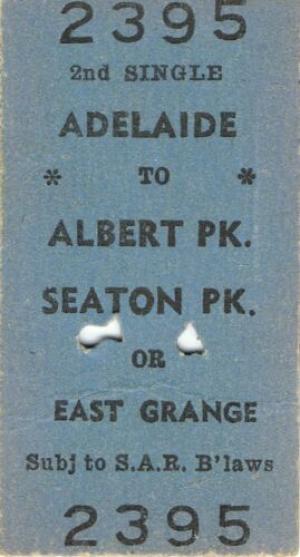 2395
2nd SINGLE
ADELAIDE
* TO *
ALBERT PK.
SEATON PK.
OR
EAST GRANGE
Subj to S.A.R. B'laws
2395